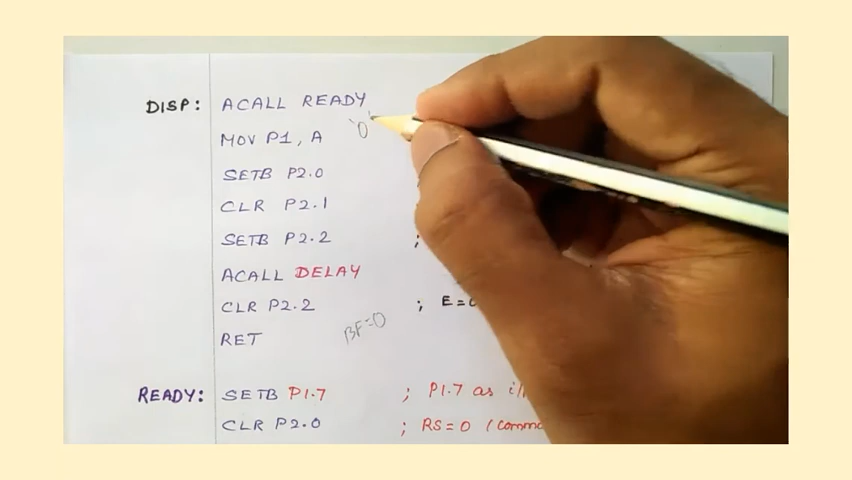 DISP: ACALL READY
MOV P1, A '0'
SETB P2.0
CLR P2.1
SETB P2.2 ;
ACALL DELAY
CLR P2.2 ; E=0
RET BF=0
READY: SETB P1.7 ; P1.7 as i/
CLR P2.0 ; RS=0